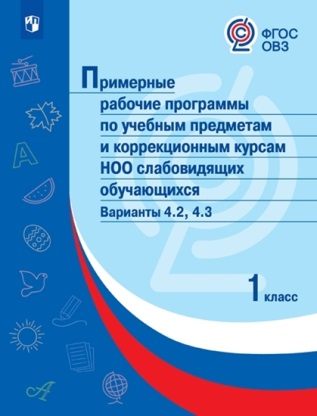 ФГОС
ОВЗ
Примерные
рабочие программы
по учебным предметам
и коррекционным курсам
НОО слабовидящих
обучающихся
Варианты 4.2, 4.3
1 класс
А
А